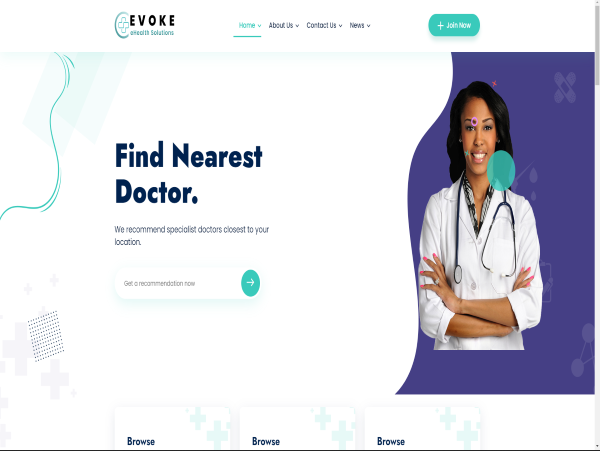 EVOKE
eHealth Solutions
Home
About Us
Contact Us
News
Join Now
Find Nearest
Doctor.
We recommend specialist doctors closest to your
location.
Get a recommendation now
Browse
Browse
Browse